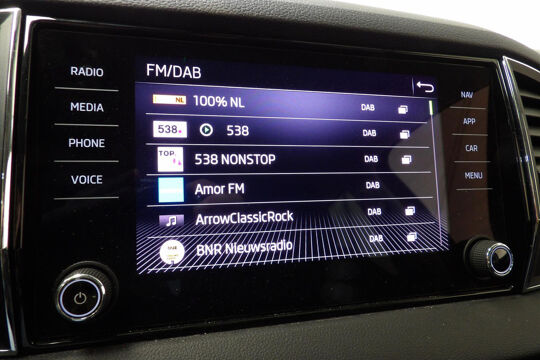 RADIO
MEDIA
PHONE
VOICE
FM/DAB
NL 100% NL DAB
538 538 DAB
TOP 538 NONSTOP DAB
Amor FM DAB
ArrowClassicRock DAB
BNR BNR Nieuwsradio DAB
NAV
APP
CAR
MENU